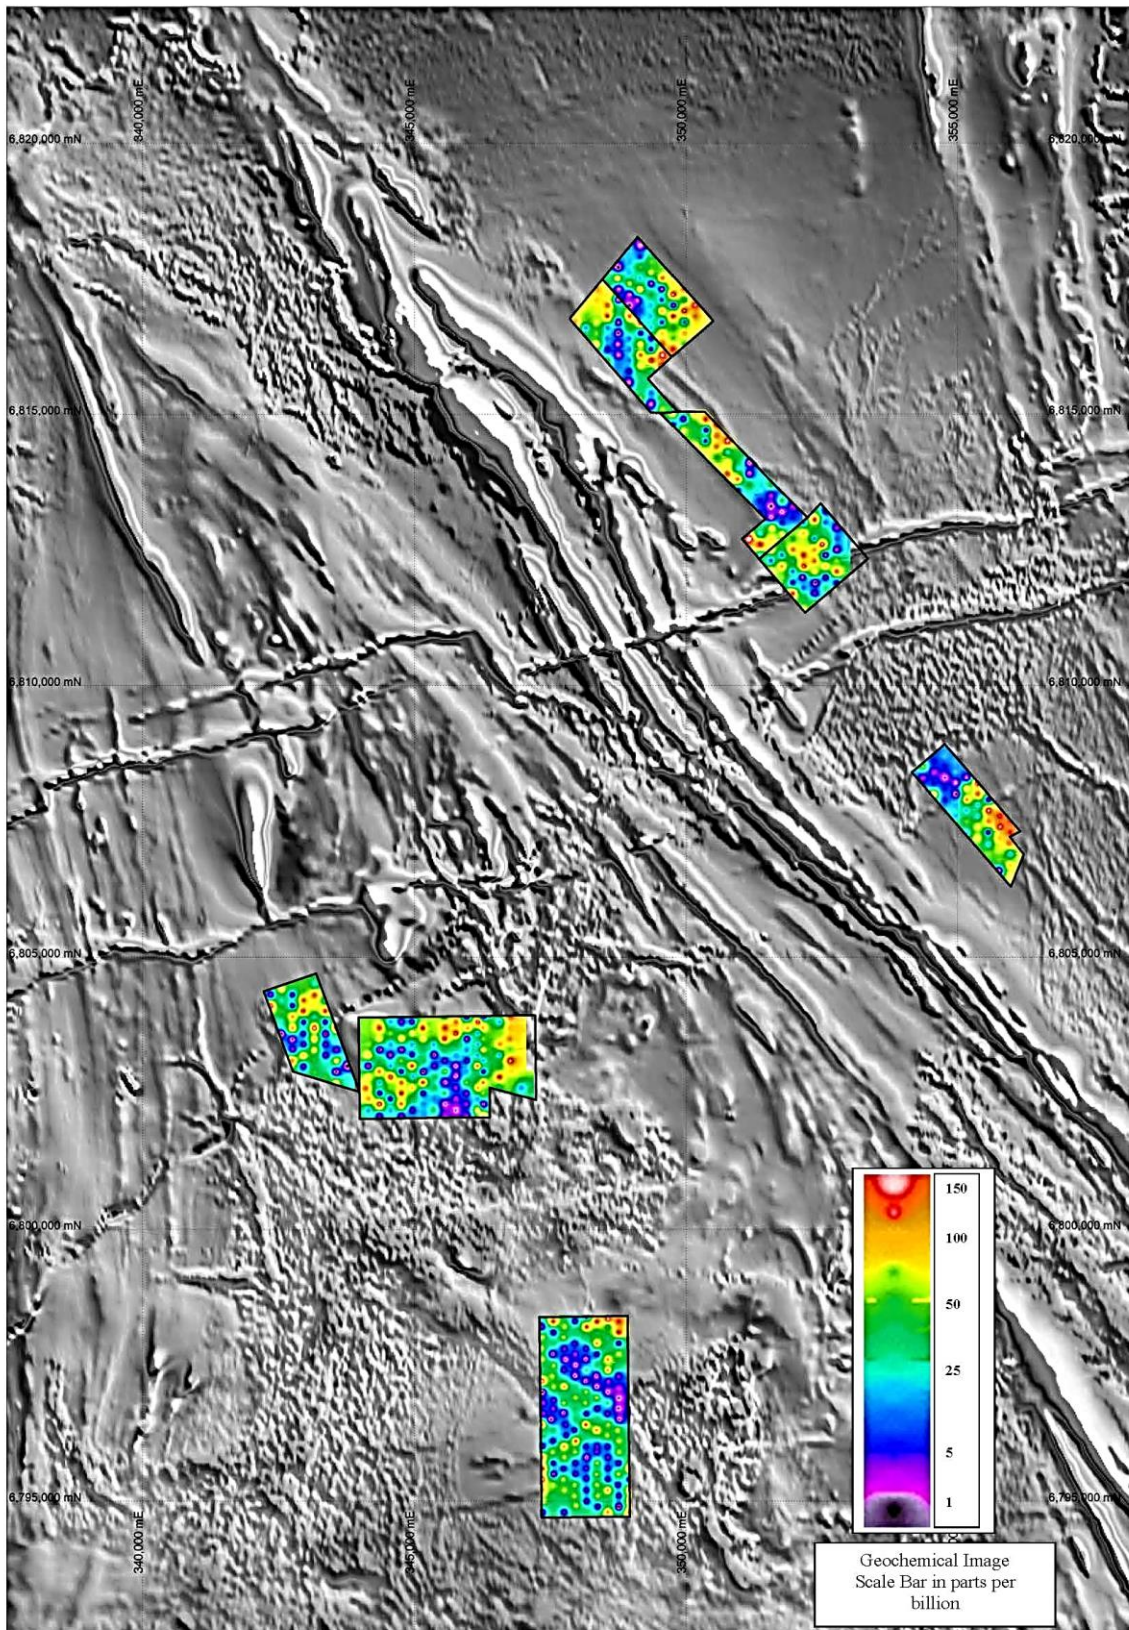 340,000 mE
345,000 mE
350,000 mE
355,000 mE
6,820,000 mN
6,820,000 mN
6,815,000 mN
6,815,000 mN
6,810,000 mN
6,810,000 mN
6,805,000 mN
6,805,000 mN
6,800,000 mN
6,800,000 mN
6,795,000 mN
6,795,000 mN
340,000 mE
345,000 mE
350,000 mE
150
100
50
25
5
1
Geochemical Image
Scale Bar in parts per
billion